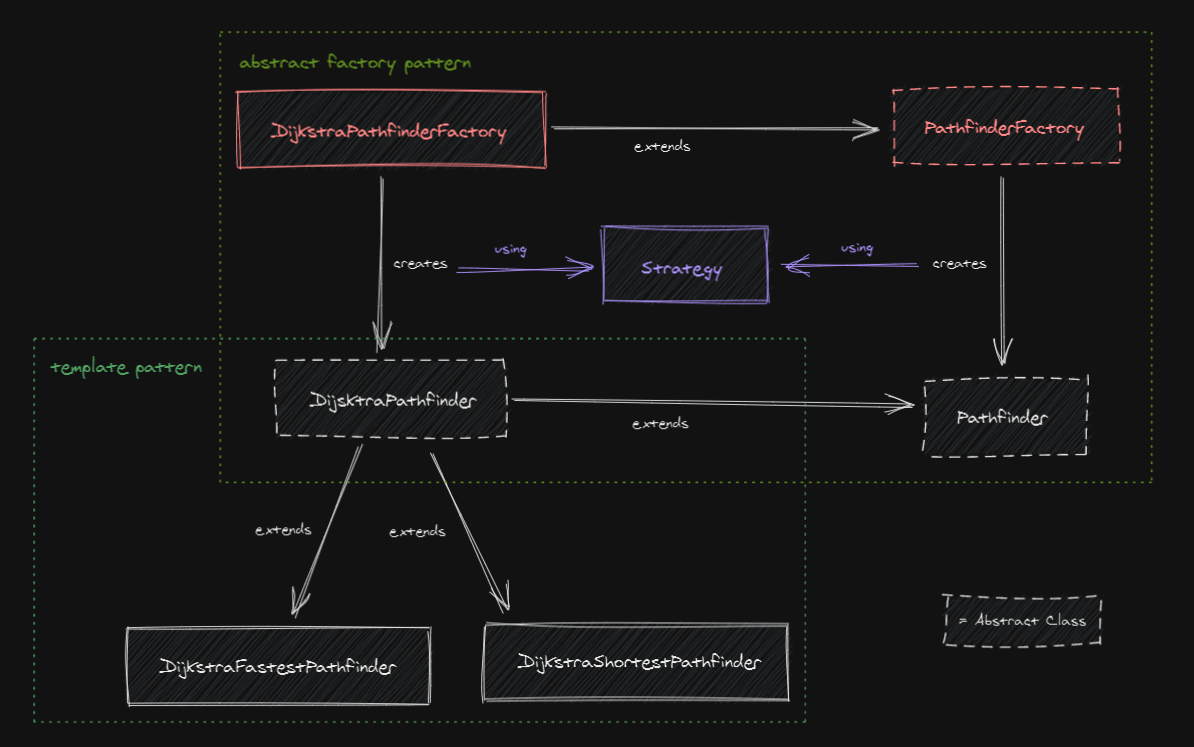 abstract factory pattern
DijkstraPathfinderFactory
PathfinderFactory
extends
using
using
Strategy
creates
creates
template pattern
DijsktraPathfinder
Pathfinder
extends
extends
extends
= Abstract Class
DijkstraFastestPathfinder
DijkstraShortestPathfinder